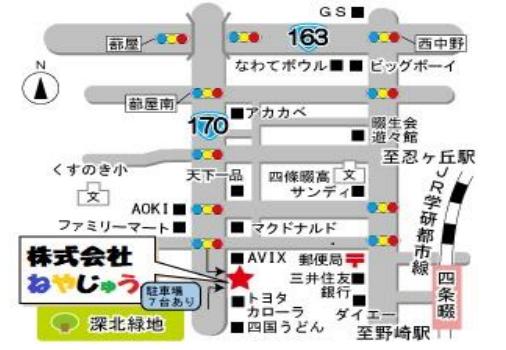 GS
163
蔀屋
西中野
N
なわてボウル
ビッグボーイ
蔀屋南
アカカベ
170
畷生会
遊々館
至忍ヶ丘駅
くすのき小
文
天下一品
四條畷高
文
サンディ
JR学研都市線
AOKI
ファミリーマート
マクドナルド
株式会社
ねやじゅう
AVIX
郵便局
〒
駐車場
7台あり
三井住友
銀行
四条畷
トヨタ
カローラ
ダイエー
深北緑地
四国うどん
至野崎駅